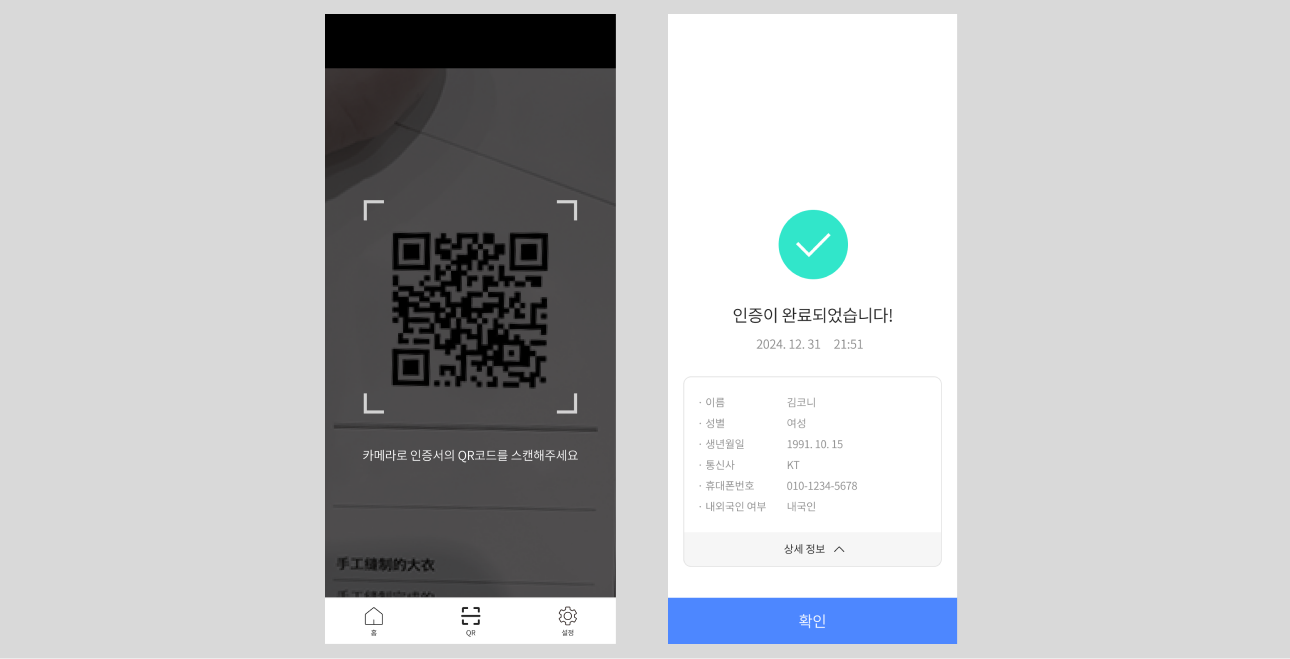 카메라로 인증서의 QR코드를 스캔해주세요
手工缝制的大衣
홈
QR
설정
인증이 완료되었습니다!
2024. 12. 31 21:51
· 이름 김코니
· 성별 여성
· 생년월일 1991. 10. 15
· 통신사 KT
· 휴대폰번호 010-1234-5678
· 내외국인 여부 내국인
상세 정보
확인